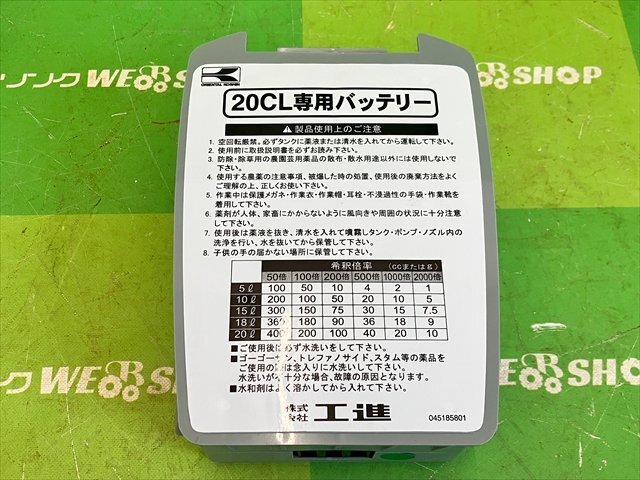 ORIENTAL KOSHIN
20CL専用バッテリー
⚠製品使用上のご注意
1. 空回転厳禁。必ずタンクに薬液または清水を入れてから運転して下さい。
2. 使用前に取扱説明書を必ずお読み下さい。
3. 防除・除草用の農園芸用薬品の散布・散水用途以外には使用しないで
下さい。
4. 使用する農薬の注意事項、被爆した時の処置、使用後の廃棄方法をよく
ご理解の上、正しくお使い下さい。
5. 作業中は保護メガネ・作業衣・作業帽・耳栓・不浸透性の手袋・作業靴を
着用して下さい。
6. 薬剤が人体、家畜にかからないように風向きや周囲の状況に十分注意
して下さい。
7. 使用後は薬液を抜き、清水を入れて噴霧しタンク・ポンプ・ノズル内の
洗浄を行い、水を抜いてから保管して下さい。
8. 子供の手の届かない場所に保管して下さい。
希釈倍率 (ccまたはg)
50倍 100倍 200倍 500倍 1000倍 2000倍
5ℓ 100 50 10 4 2 1
10ℓ 200 100 50 20 10 5
15ℓ 300 150 75 30 15 7.5
18ℓ 360 180 90 36 18 9
20ℓ 400 200 100 40 20 10
■ご使用後は必ず水洗いをして下さい。
■ゴーゴーサン、トレファノサイド、スタム等の薬品を
ご使用の際は念入りに水洗いして下さい。
水洗いが不十分な場合、故障の原因となります。
■水和剤はよく溶かしてから入れて下さい。
株式会社 工進
045185801
ーソンク WEB SHOP
WEB SHOP
ソンク WEB SHOP
WEB SHOP